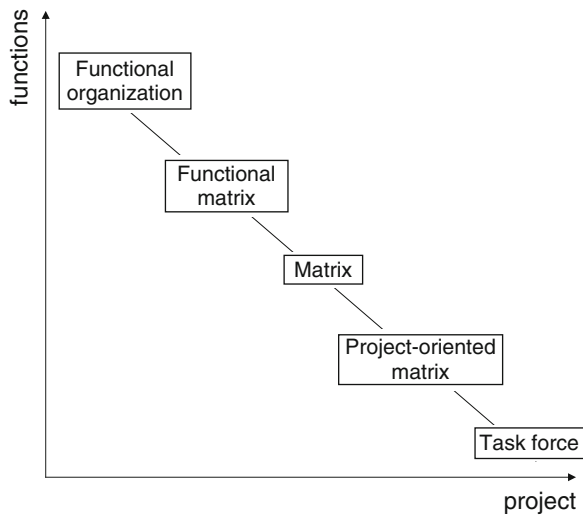 functions
Functional
organization
Functional
matrix
Matrix
Project-oriented
matrix
Task force
project